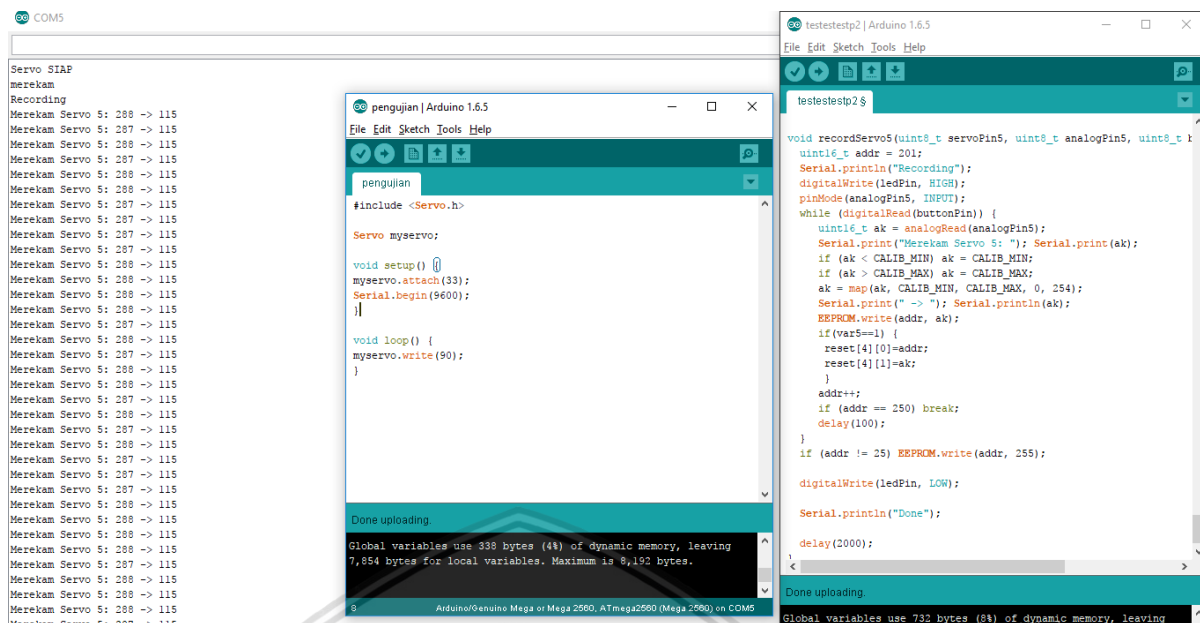 COM5
Servo SIAP
merekam
Recording
Merekam Servo 5: 288 -> 115
Merekam Servo 5: 287 -> 115
Merekam Servo 5: 288 -> 115
Merekam Servo 5: 287 -> 115
Merekam Servo 5: 288 -> 115
Merekam Servo 5: 288 -> 115
Merekam Servo 5: 287 -> 115
Merekam Servo 5: 287 -> 115
Merekam Servo 5: 287 -> 115
Merekam Servo 5: 288 -> 115
Merekam Servo 5: 288 -> 115
Merekam Servo 5: 288 -> 115
Merekam Servo 5: 288 -> 115
Merekam Servo 5: 288 -> 115
Merekam Servo 5: 287 -> 115
Merekam Servo 5: 288 -> 115
Merekam Servo 5: 287 -> 115
Merekam Servo 5: 288 -> 115
Merekam Servo 5: 288 -> 115
Merekam Servo 5: 288 -> 115
Merekam Servo 5: 288 -> 115
Merekam Servo 5: 287 -> 115
Merekam Servo 5: 288 -> 115
Merekam Servo 5: 287 -> 115
Merekam Servo 5: 287 -> 115
Merekam Servo 5: 287 -> 115
Merekam Servo 5: 288 -> 115
Merekam Servo 5: 288 -> 115
Merekam Servo 5: 288 -> 115
Merekam Servo 5: 288 -> 115
Merekam Servo 5: 287 -> 115
Merekam Servo 5: 288 -> 115
Merekam Servo 5: 288 -> 115
Merekam Servo 5: 288 -> 115
Merekam Servo 5: 287 -> 115
pengujian | Arduino 1.6.5
File Edit Sketch Tools Help
pengujian
#include <Servo.h>
Servo myservo;
void setup() {
myservo.attach(33);
Serial.begin(9600);
}
void loop() {
myservo.write(90);
}
Done uploading.
Global variables use 338 bytes (4%) of dynamic memory, leaving
7,854 bytes for local variables. Maximum is 8,192 bytes.
8 Arduino/Genuino Mega or Mega 2560, ATmega2560 (Mega 2560) on COM5
testestestp2 | Arduino 1.6.5
File Edit Sketch Tools Help
testestestp2 §
void recordServo5(uint8_t servoPin5, uint8_t analogPin5, uint8_t
uint16_t addr = 201;
Serial.println("Recording");
digitalWrite(ledPin, HIGH);
pinMode(analogPin5, INPUT);
while (digitalRead(buttonPin)) {
uint16_t ak = analogRead(analogPin5);
Serial.print("Merekam Servo 5: "); Serial.print(ak);
if (ak < CALIB_MIN) ak = CALIB_MIN;
if (ak > CALIB_MAX) ak = CALIB_MAX;
ak = map(ak, CALIB_MIN, CALIB_MAX, 0, 254);
Serial.print(" -> "); Serial.println(ak);
EEPROM.write(addr, ak);
if(var5==1) {
reset[4][0]=addr;
reset[4][1]=ak;
}
addr++;
if (addr == 250) break;
delay(100);
}
if (addr != 25) EEPROM.write(addr, 255);
digitalWrite(ledPin, LOW);
Serial.println("Done");
delay(2000);
Done uploading.
Global variables use 732 bytes (8%) of dynamic memory, leaving